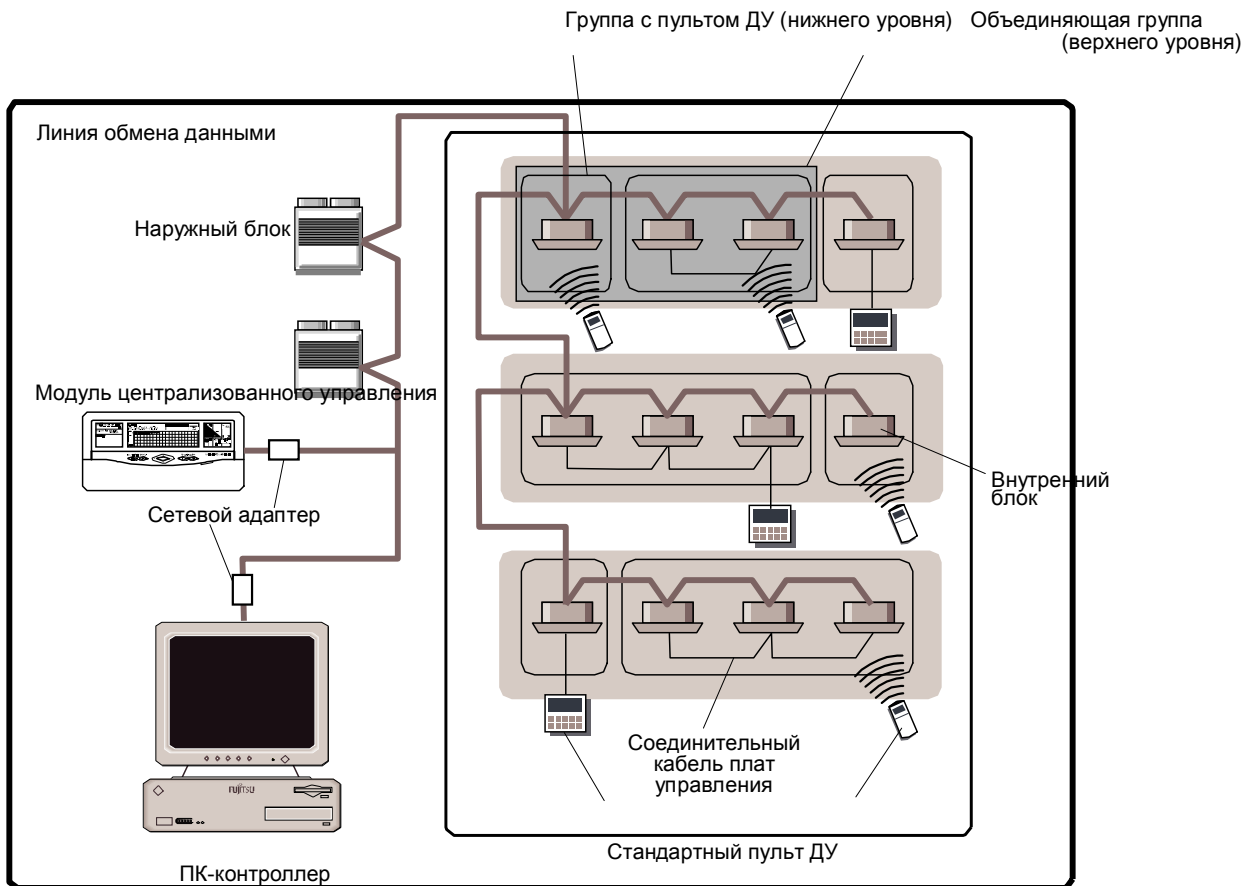 Группа с пультом ДУ (нижнего уровня)
Объединяющая группа
(верхнего уровня)
Линия обмена данными
Наружный блок
Модуль централизованного управления
Сетевой адаптер
Внутренний
блок
Соединительный
кабель плат
управления
FUJITSU
Стандартный пульт ДУ
ПК-контроллер